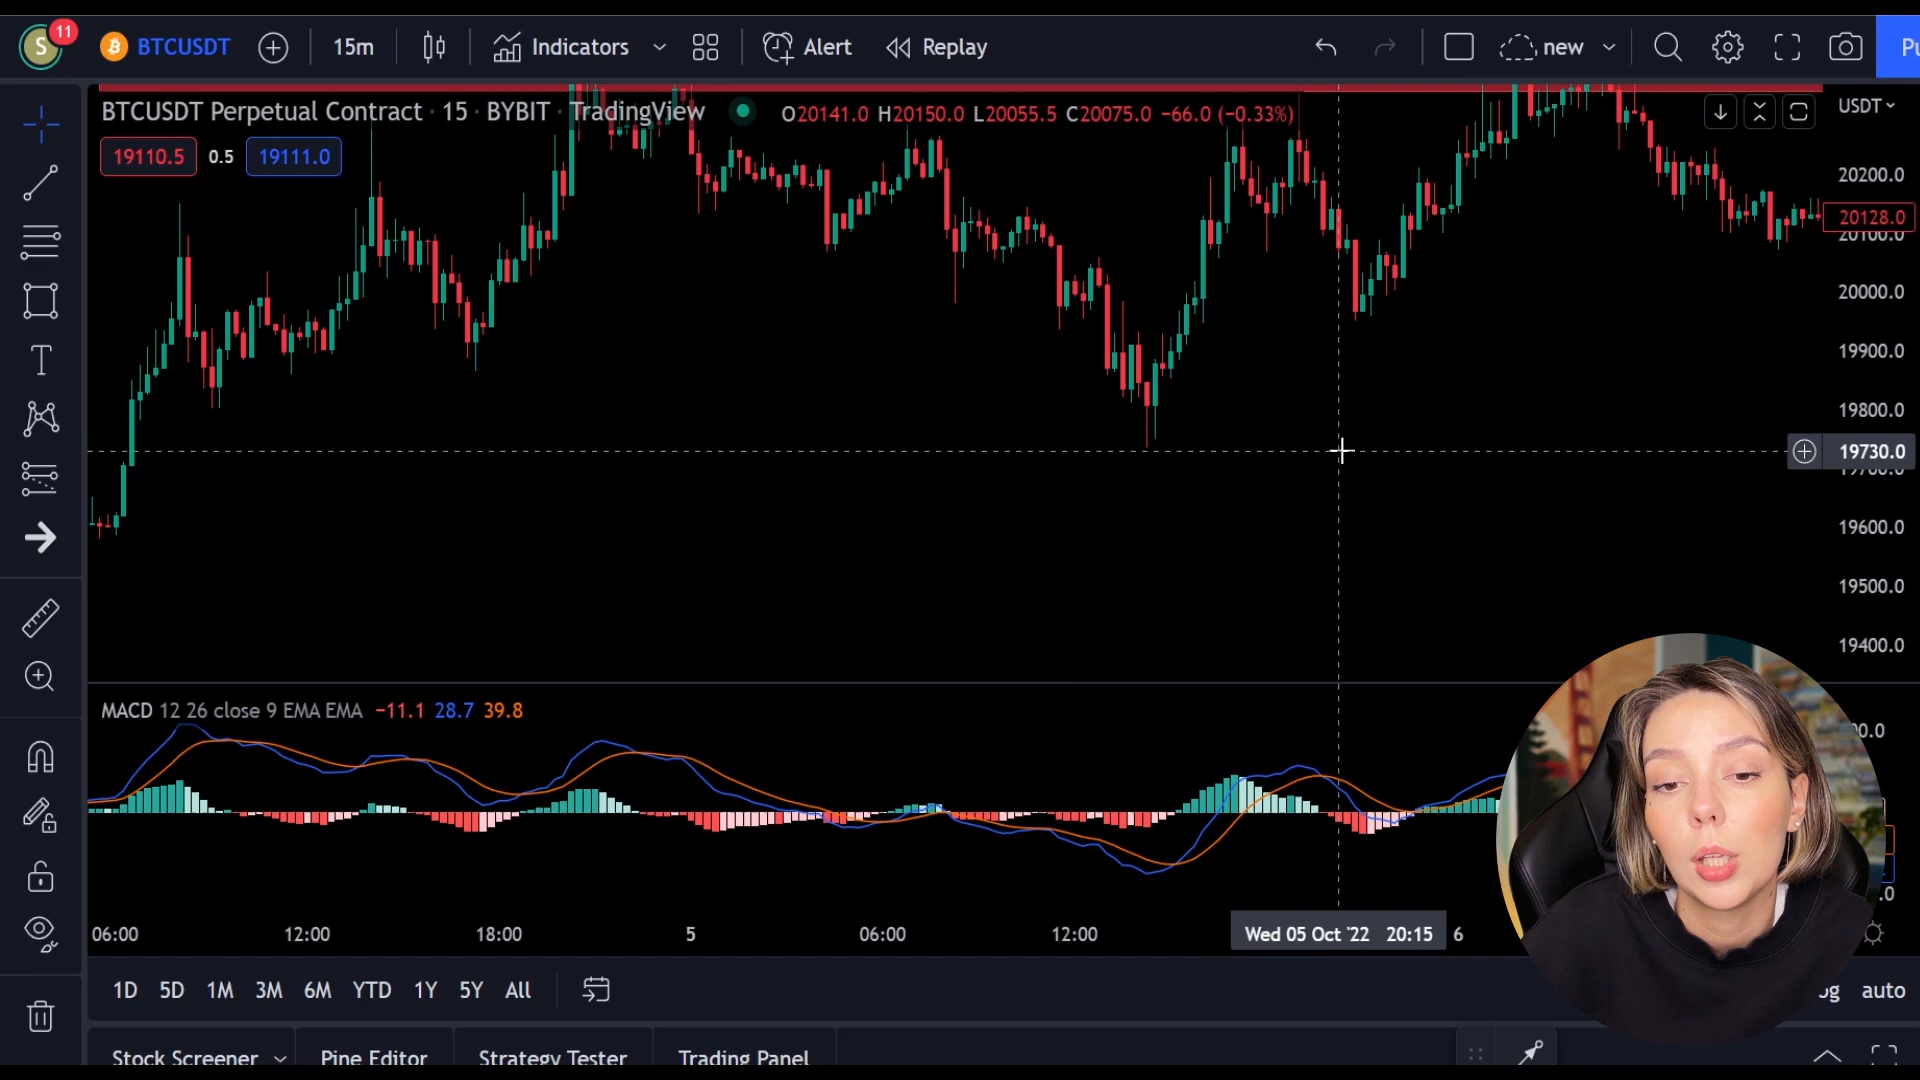 S 11 BTCUSDT 15m Indicators Alert Replay new Pu
BTCUSDT Perpetual Contract · 15 · BYBIT · TradingView O20141.0 H20150.0 L20055.5 C20075.0 −66.0 (−0.33%) USDT
19110.5 0.5 19111.0
20200.0
20128.0
20100.0
20000.0
19900.0
19800.0
19730.0
19700.0
19600.0
19500.0
19400.0
MACD 12 26 close 9 EMA EMA −11.1 28.7 39.8
06:00 12:00 18:00 5 06:00 12:00 Wed 05 Oct '22 20:15 6
1D 5D 1M 3M 6M YTD 1Y 5Y All auto
Stock Screener Pine Editor Strategy Tester Trading Panel